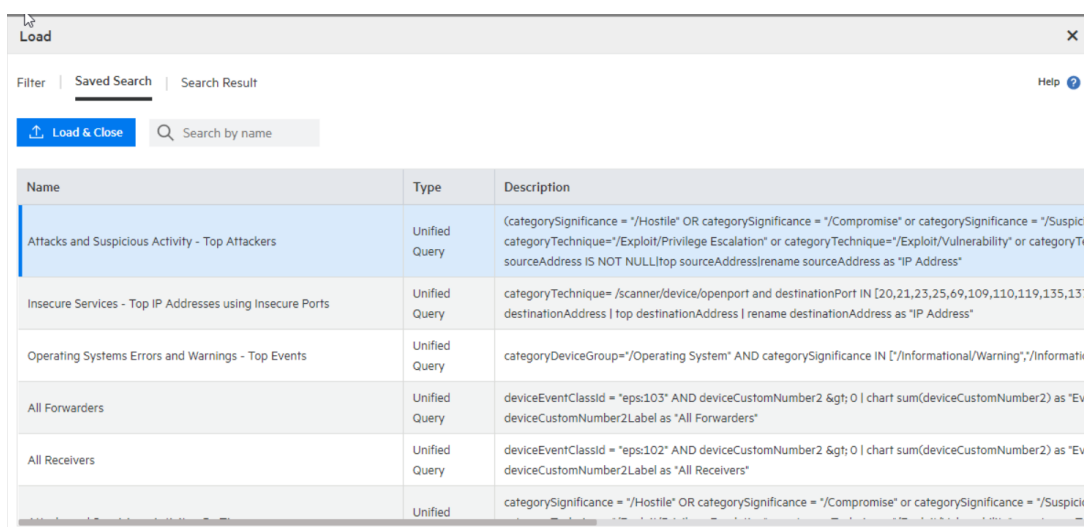 Load
Filter
Saved Search
Search Result
Help
Load & Close
Search by name
Name
Type
Description
Attacks and Suspicious Activity - Top Attackers
Unified
Query
(categorySignificance = "/Hostile" OR categorySignificance = "/Compromise" or categorySignificance = "/Suspic
categoryTechnique="/Exploit/Privilege Escalation" or categoryTechnique="/Exploit/Vulnerability" or categoryTe
sourceAddress IS NOT NULL|top sourceAddress|rename sourceAddress as "IP Address"
Insecure Services - Top IP Addresses using Insecure Ports
Unified
Query
categoryTechnique= /scanner/device/openport and destinationPort IN [20,21,23,25,69,109,110,119,135,137
destinationAddress | top destinationAddress | rename destinationAddress as "IP Address"
Operating Systems Errors and Warnings - Top Events
Unified
Query
categoryDeviceGroup="/Operating System" AND categorySignificance IN ["/Informational/Warning","/Informatio
All Forwarders
Unified
Query
deviceEventClassId = "eps:103" AND deviceCustomNumber2 &gt; 0 | chart sum(deviceCustomNumber2) as "Ev
deviceCustomNumber2Label as "All Forwarders"
All Receivers
Unified
Query
deviceEventClassId = "eps:102" AND deviceCustomNumber2 &gt; 0 | chart sum(deviceCustomNumber2) as "Ev
deviceCustomNumber2Label as "All Receivers"
Unified
categorySignificance = "/Hostile" OR categorySignificance = "/Compromise" or categorySignificance = "/Suspicio